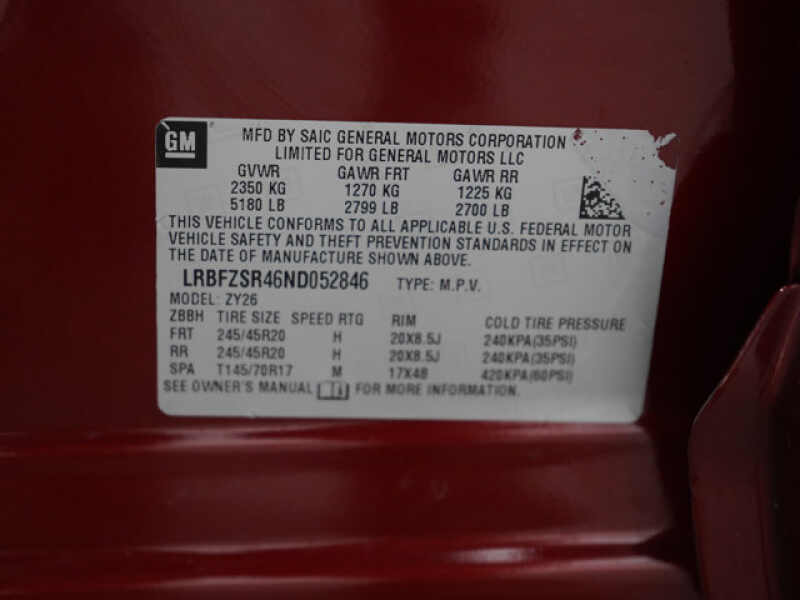 GM
MFD BY SAIC GENERAL MOTORS CORPORATION
LIMITED FOR GENERAL MOTORS LLC
GVWR GAWR FRT GAWR RR
2350 KG 1270 KG 1225 KG
5180 LB 2799 LB 2700 LB
THIS VEHICLE CONFORMS TO ALL APPLICABLE U.S. FEDERAL MOTOR
VEHICLE SAFETY AND THEFT PREVENTION STANDARDS IN EFFECT ON
THE DATE OF MANUFACTURE SHOWN ABOVE.
LRBFZSR46ND052846 TYPE: M.P.V.
MODEL: ZY26
ZBBH TIRE SIZE SPEED RTG RIM COLD TIRE PRESSURE
FRT 245/45R20 H 20X8.5J 240KPA(35PSI)
RR 245/45R20 H 20X8.5J 240KPA(35PSI)
SPA T145/70R17 M 17X4B 420KPA(60PSI)
SEE OWNER'S MANUAL FOR MORE INFORMATION.